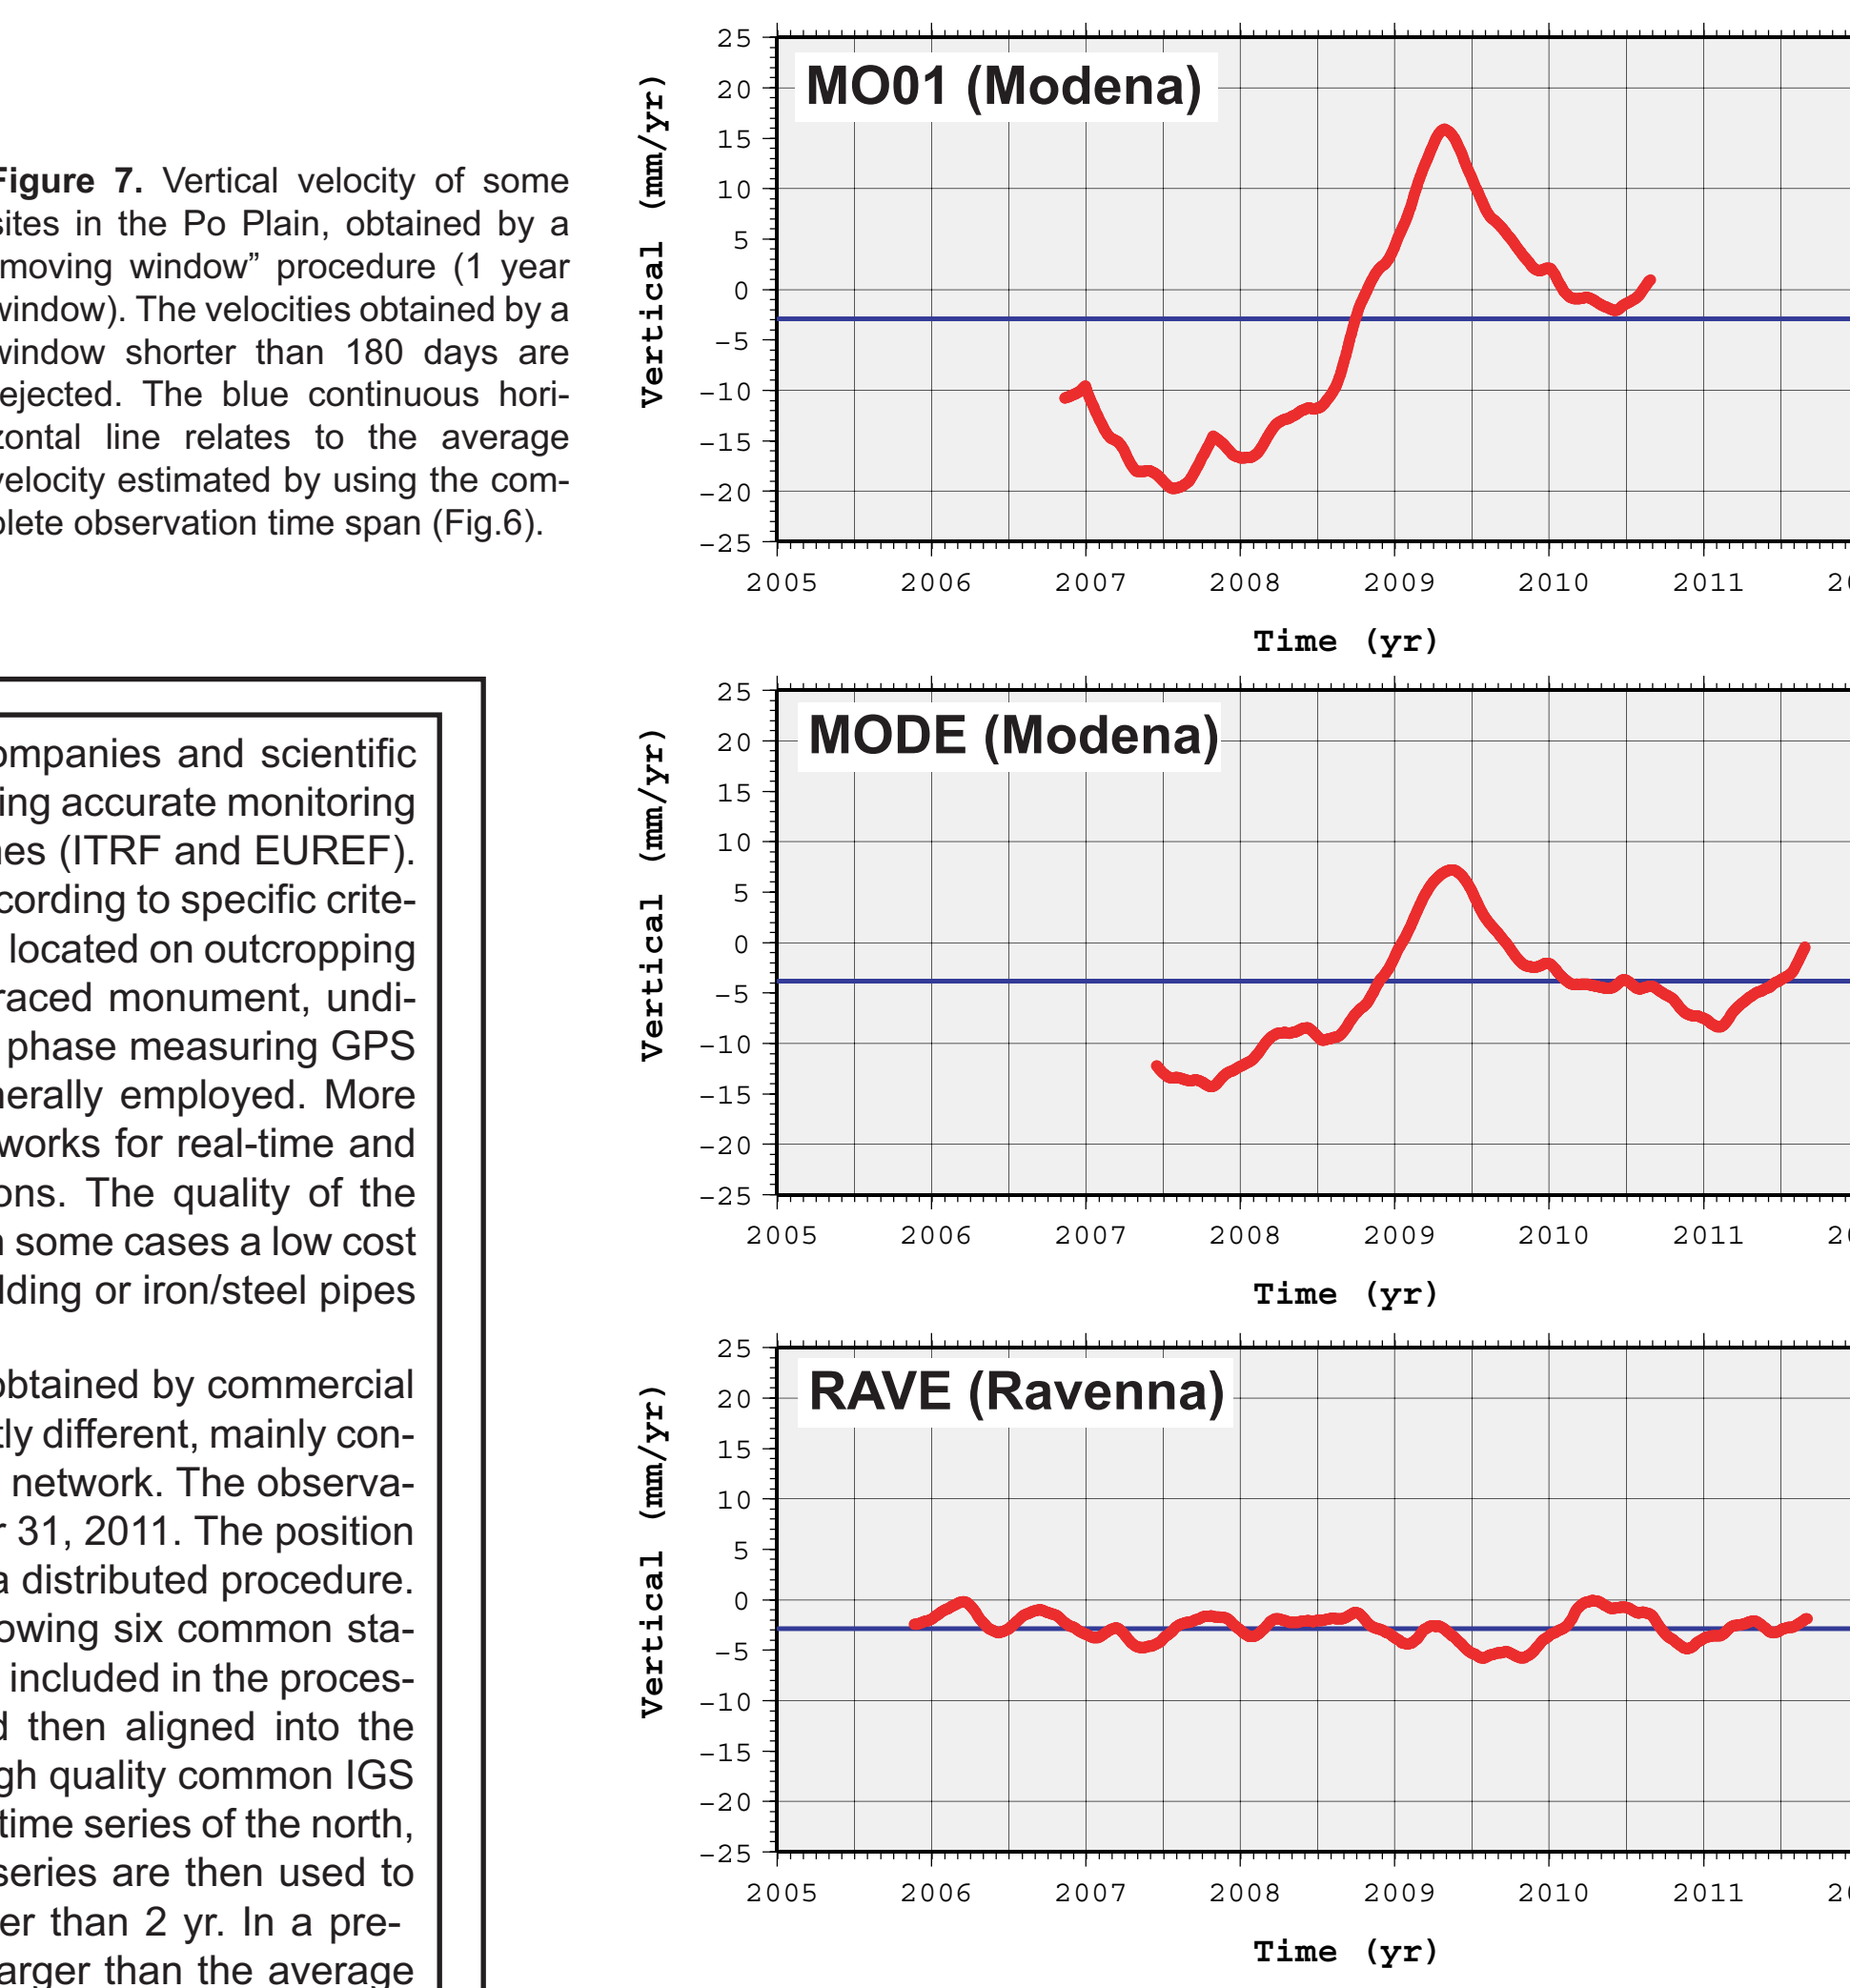 Figure 7. Vertical velocity of some
sites in the Po Plain, obtained by a
moving window” procedure (1 year
window). The velocities obtained by a
window shorter than 180 days are
rejected. The blue continuous hori-
zontal line relates to the average
velocity estimated by using the com-
plete observation time span (Fig.6).
ompanies and scientific
ing accurate monitoring
nes (ITRF and EUREF).
cording to specific crite-
located on outcropping
raced monument, undi-
phase measuring GPS
nerally employed. More
works for real-time and
ons. The quality of the
n some cases a low cost
lding or iron/steel pipes
obtained by commercial
tly different, mainly con-
network. The observa-
r 31, 2011. The position
a distributed procedure.
owing six common sta-
included in the proces-
d then aligned into the
gh quality common IGS
time series of the north,
series are then used to
er than 2 yr. In a pre-
arger than the average
MO01 (Modena)
Vertical (mm/yr)
25
20
15
10
5
0
-5
-10
-15
-20
-25
2005 2006 2007 2008 2009 2010 2011 20
Time (yr)
MODE (Modena)
Vertical (mm/yr)
25
20
15
10
5
0
-5
-10
-15
-20
-25
2005 2006 2007 2008 2009 2010 2011 20
Time (yr)
RAVE (Ravenna)
Vertical (mm/yr)
25
20
15
10
5
0
-5
-10
-15
-20
-25
2005 2006 2007 2008 2009 2010 2011 20
Time (yr)